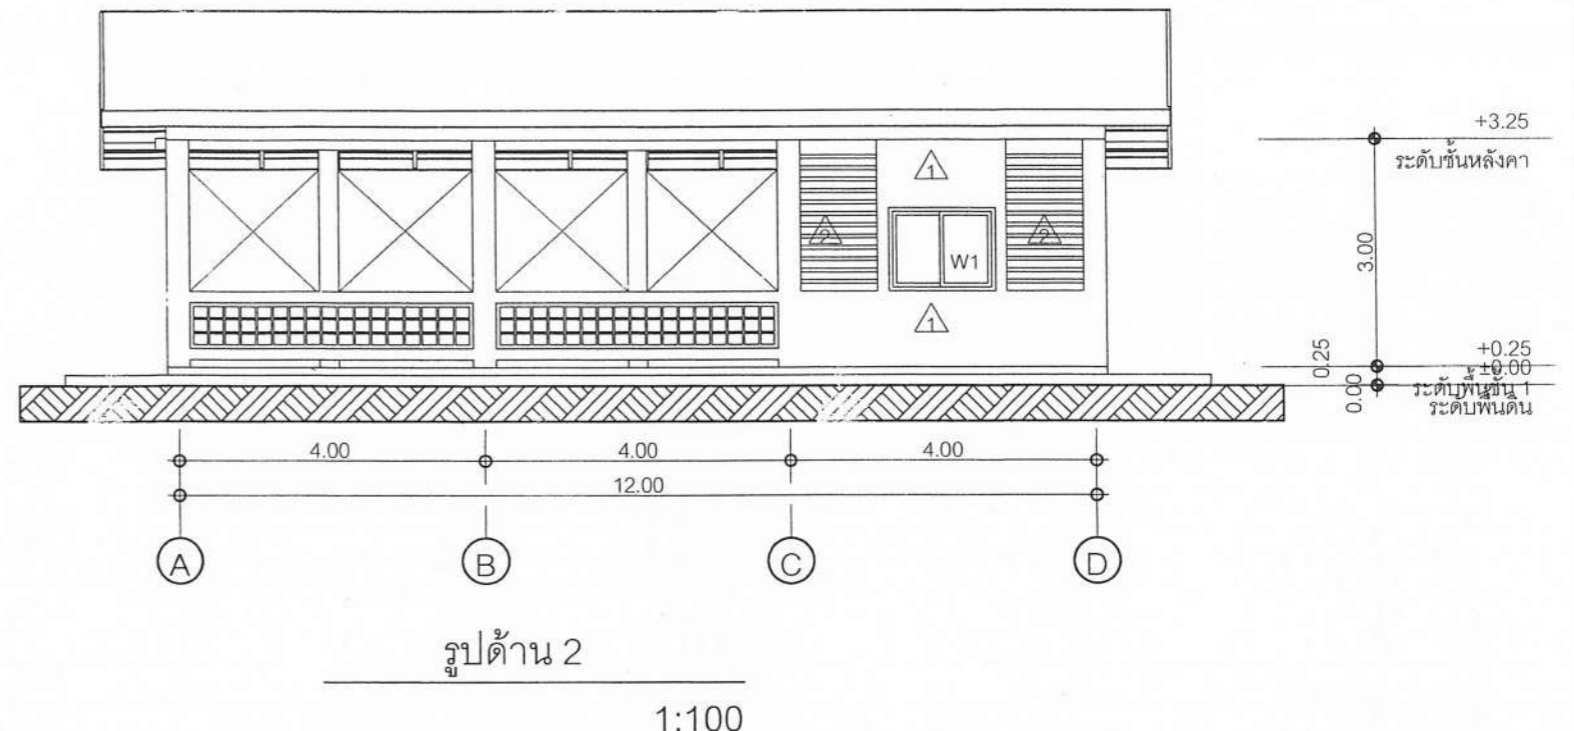 +3.25
ระดับชั้นหลังคา
1
2
2
W1
3.00
1
0.25
+0.25
±0.00
0.00
ระดับพื้นชั้น 1
ระดับพื้นดิน
4.00
4.00
4.00
12.00
A
B
C
D
รูปด้าน 2
1:100